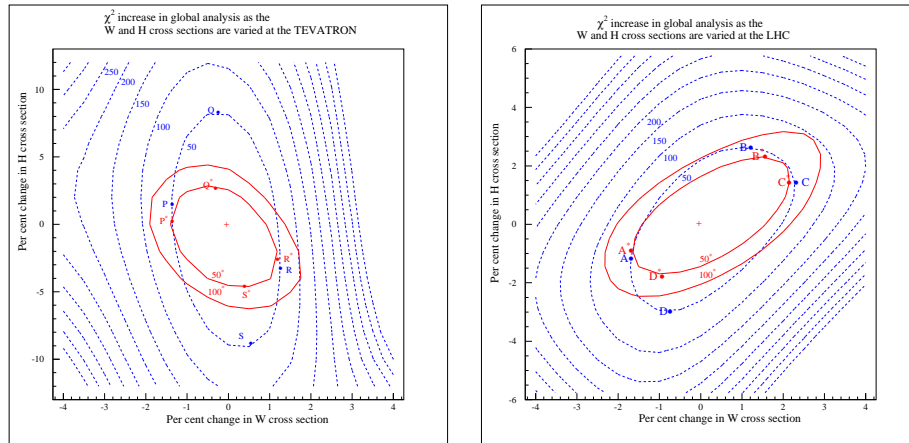 χ² increase in global analysis as the
W and H cross sections are varied at the TEVATRON
Per cent change in H cross section
10
5
0
-5
-10
-4
-3
-2
-1
0
1
2
3
4
Per cent change in W cross section
250
200
150
100
50
Q
P
R
S
Q*
P*
R*
S*
50*
100*
χ² increase in global analysis as the
W and H cross sections are varied at the LHC
Per cent change in H cross section
6
4
2
0
-2
-4
-6
-4
-3
-2
-1
0
1
2
3
4
Per cent change in W cross section
200
150
100
50
B
B*
C*
C
A*
A
D*
D
50*
100*